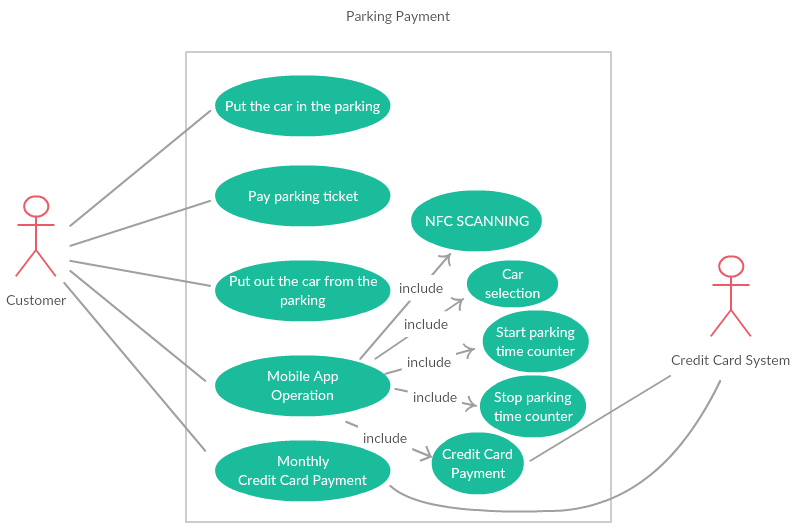 Parking Payment
Put the car in the parking
Pay parking ticket
NFC SCANNING
Put out the car from the
parking
Car
selection
include
Customer
include
Start parking
time counter
Credit Card System
include
Mobile App
Operation
include
Stop parking
time counter
include
Credit Card
Payment
Monthly
Credit Card Payment